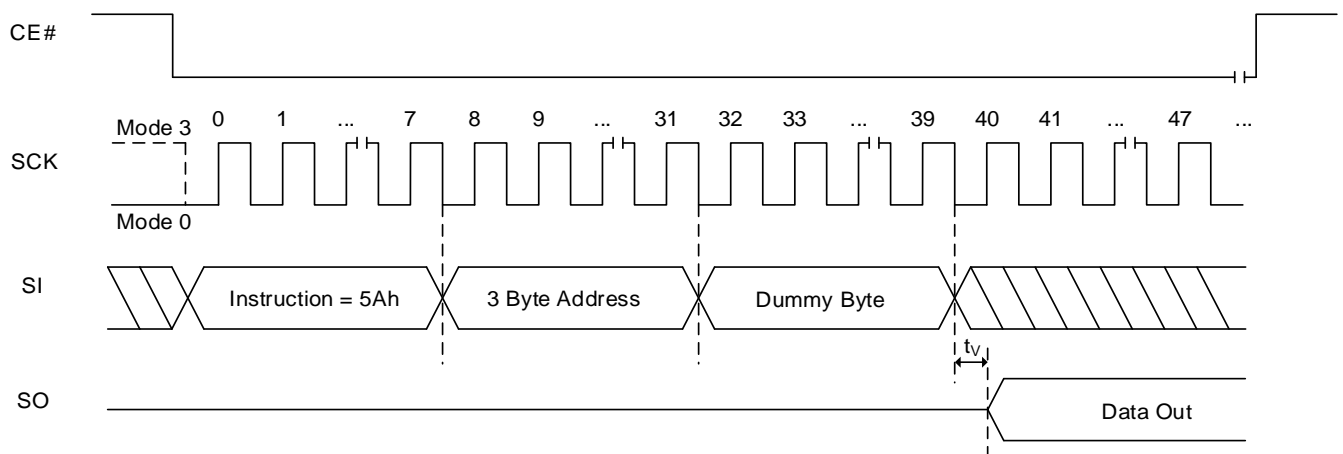 CE#
0 1 ... 7 8 9 ... 31 32 33 ... 39 40 41 ... 47 ...
Mode 3
SCK
Mode 0
SI
Instruction = 5Ah
3 Byte Address
Dummy Byte
tV
SO
Data Out